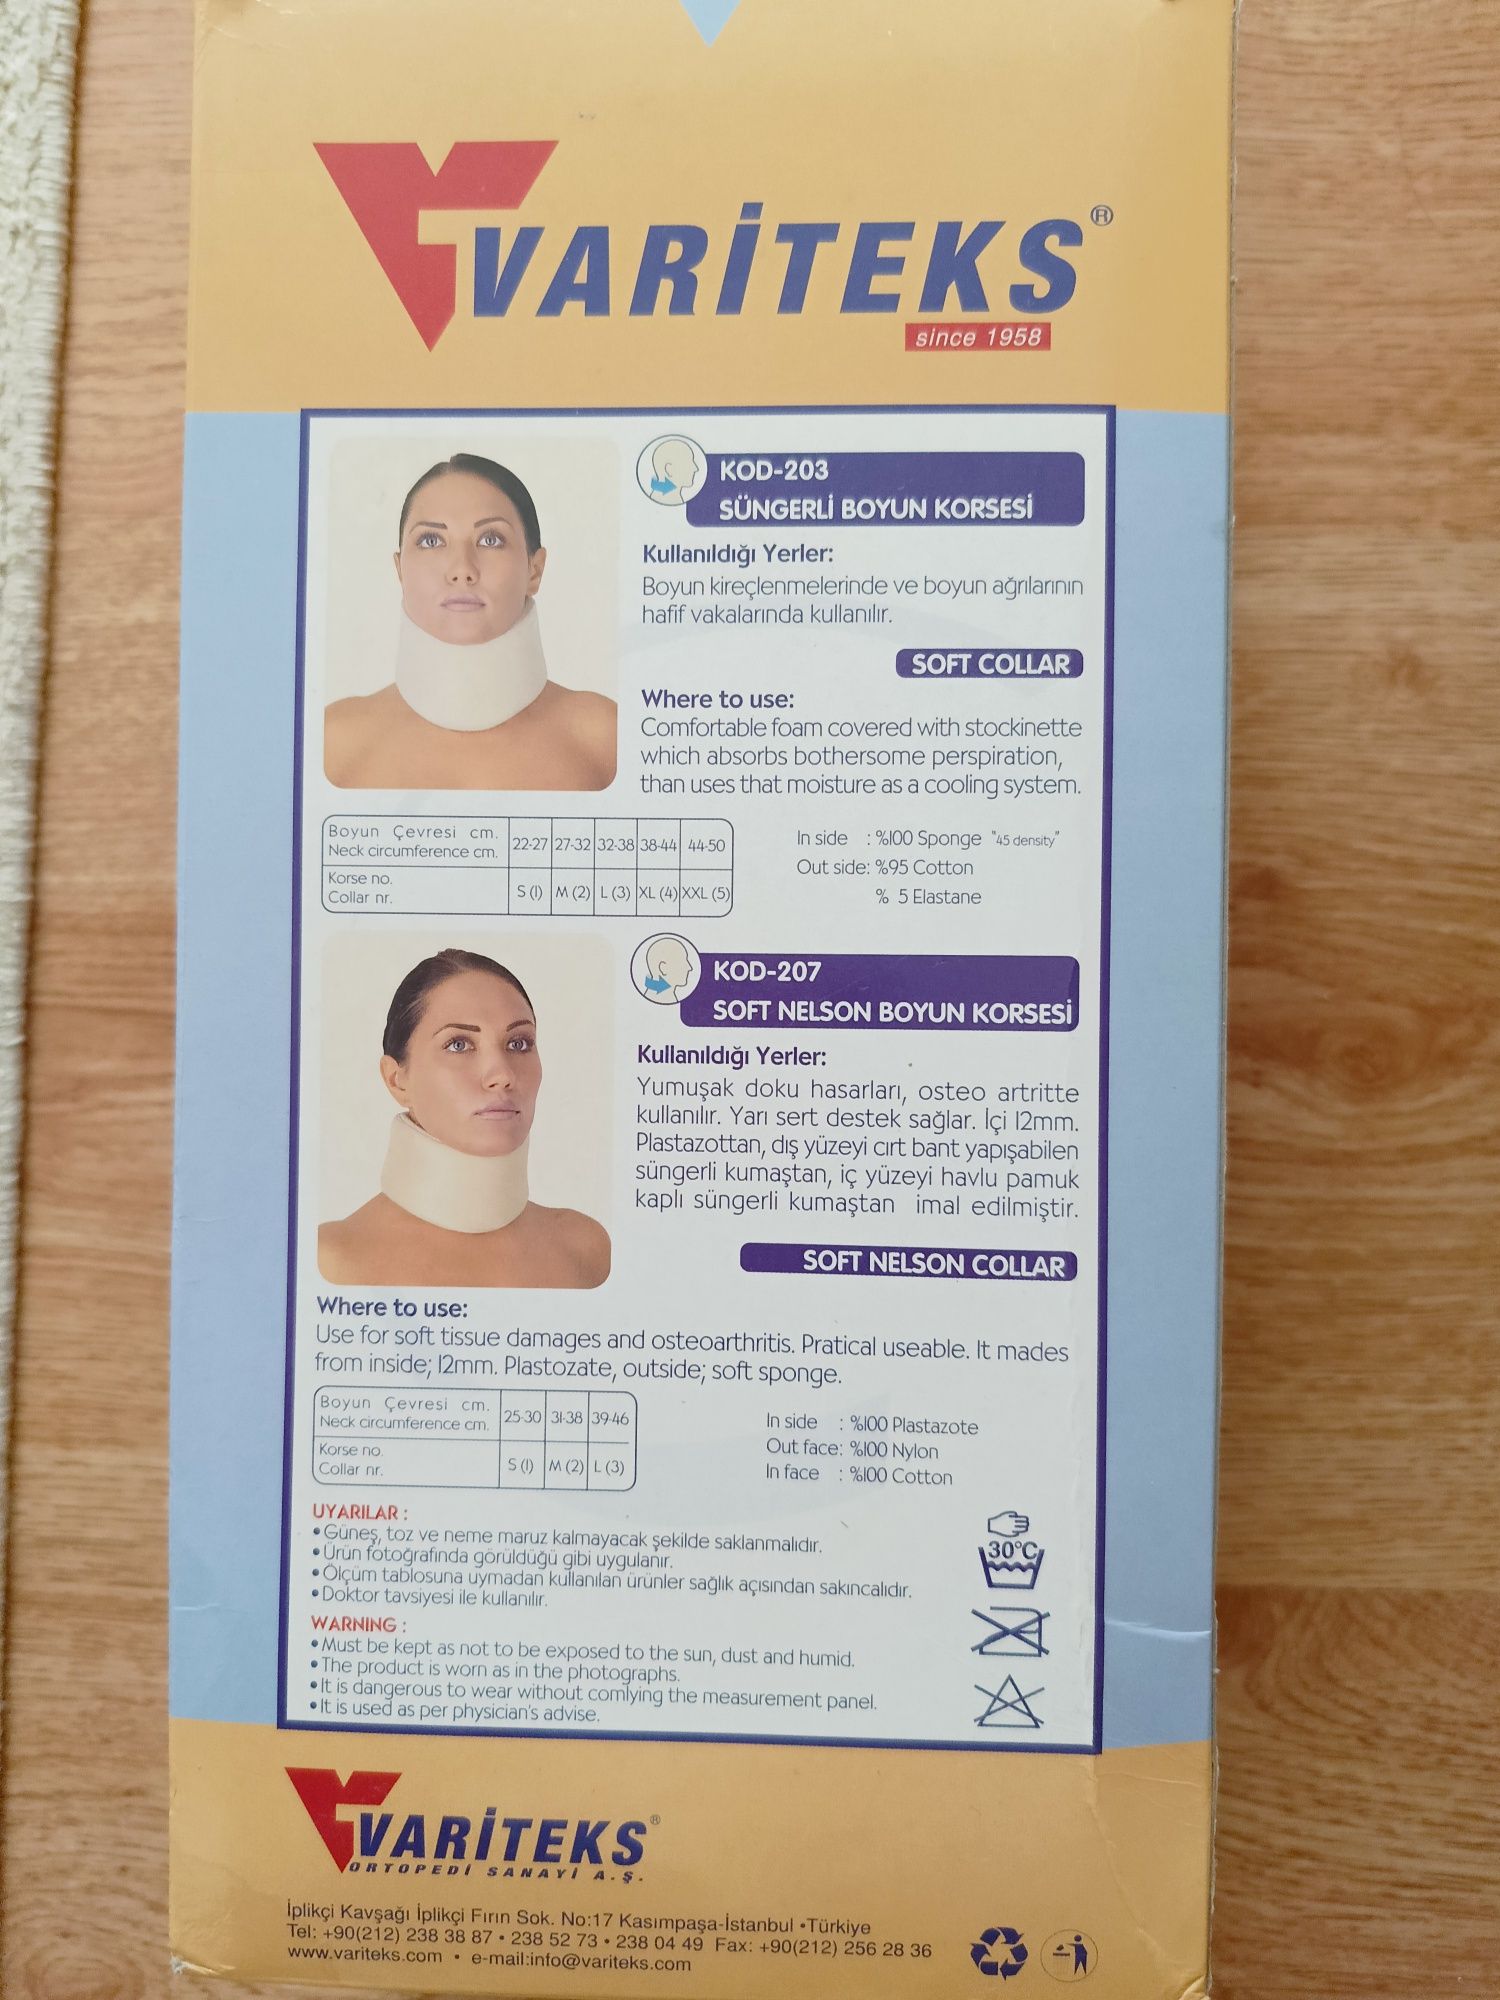 VARİTEKS®
since 1958
KOD-203
SÜNGERLİ BOYUN KORSESİ
Kullanıldığı Yerler:
Boyun kireçlenmelerinde ve boyun ağrılarının
hafif vakalarında kullanılır.
SOFT COLLAR
Where to use:
Comfortable foam covered with stockinette
which absorbs bothersome perspiration,
than uses that moisture as a cooling system.
Boyun Çevresi cm.
Neck circumference cm.
22-27 27-32 32-38 38-44 44-50
Korse no.
Collar nr.
S (1) M (2) L (3) XL (4) XXL (5)
In side : %100 Sponge "45 density"
Out side: %95 Cotton
% 5 Elastane
KOD-207
SOFT NELSON BOYUN KORSESİ
Kullanıldığı Yerler:
Yumuşak doku hasarları, osteo artritte
kullanılır. Yarı sert destek sağlar. İçi 12mm.
Plastazottan, dış yüzeyi cırt bant yapışabilen
süngerli kumaştan, iç yüzeyi havlu pamuk
kaplı süngerli kumaştan imal edilmiştir.
SOFT NELSON COLLAR
Where to use:
Use for soft tissue damages and osteoarthritis. Pratical useable. It mades
from inside; 12mm. Plastozate, outside; soft sponge.
Boyun Çevresi cm.
Neck circumference cm.
25-30 31-38 39-46
Korse no.
Collar nr.
S (1) M (2) L (3)
In side : %100 Plastazote
Out face: %100 Nylon
In face : %100 Cotton
UYARILAR :
• Güneş, toz ve neme maruz kalmayacak şekilde saklanmalıdır.
• Ürün fotoğrafında görüldüğü gibi uygulanır.
• Ölçüm tablosuna uymadan kullanılan ürünler sağlık açısından sakıncalıdır.
• Doktor tavsiyesi ile kullanılır.
30°C
WARNING :
• Must be kept as not to be exposed to the sun, dust and humid.
• The product is worn as in the photographs.
• It is dangerous to wear without comlying the measurement panel.
• It is used as per physician's advise.
VARİTEKS®
ORTOPEDİ SANAYİ A.Ş.
İplikçi Kavşağı İplikçi Fırın Sok. No:17 Kasımpaşa-İstanbul •Türkiye
Tel: +90(212) 238 38 87 • 238 52 73 • 238 04 49 Fax: +90(212) 256 28 36
www.variteks.com • e-mail:info@variteks.com